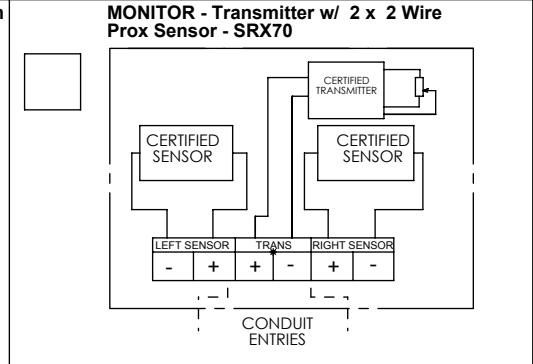 n
MONITOR - Transmitter w/ 2 x 2 Wire
Prox Sensor - SRX70
CERTIFIED
TRANSMITTER
CERTIFIED
SENSOR
CERTIFIED
SENSOR
LEFT SENSOR TRANS RIGHT SENSOR
- + + - + -
CONDUIT
ENTRIES